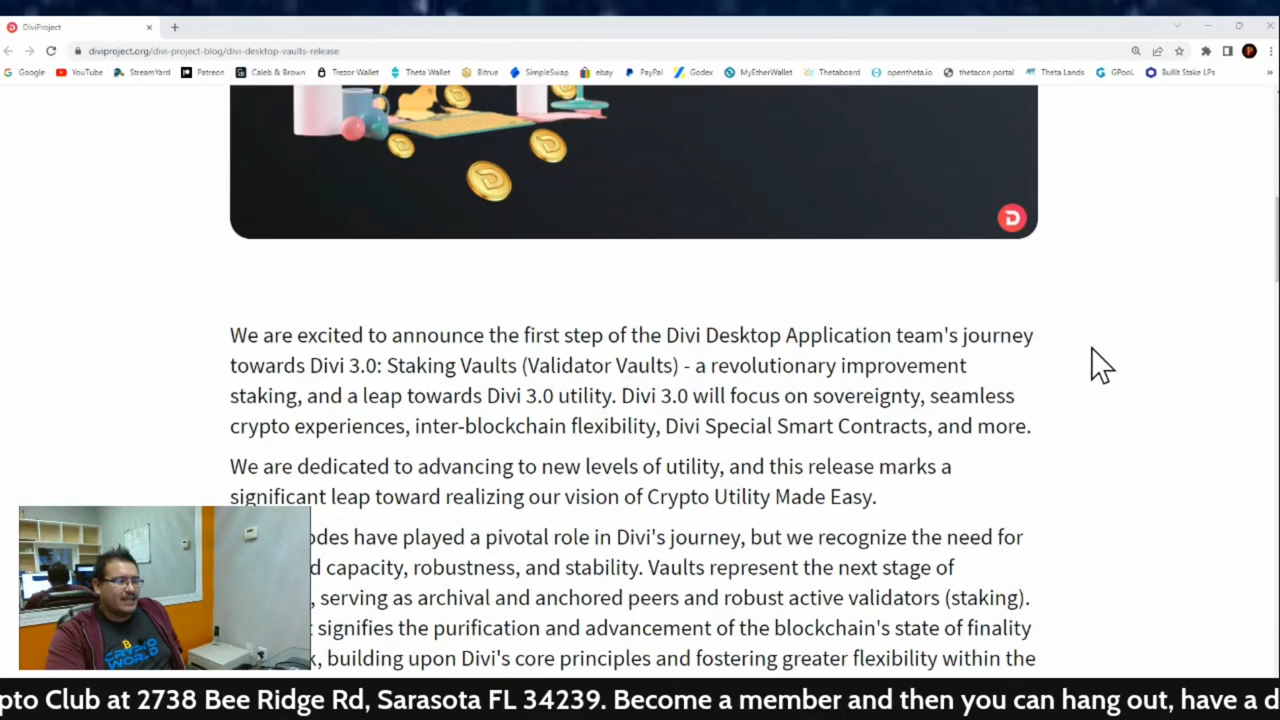 DiviProject
diviproject.org/divi-project-blog/divi-desktop-vaults-release
Google YouTube StreamYard Patreon Caleb & Brown Trezor Wallet Theta Wallet Bitrue SimpleSwap ebay PayPal Godex MyEtherWallet Thetaboard opentheta.io thetacon portal Theta Lands GPooL Bullit Stake LPs »
We are excited to announce the first step of the Divi Desktop Application team's journey
towards Divi 3.0: Staking Vaults (Validator Vaults) - a revolutionary improvement
staking, and a leap towards Divi 3.0 utility. Divi 3.0 will focus on sovereignty, seamless
crypto experiences, inter-blockchain flexibility, Divi Special Smart Contracts, and more.
We are dedicated to advancing to new levels of utility, and this release marks a
significant leap toward realizing our vision of Crypto Utility Made Easy.
odes have played a pivotal role in Divi's journey, but we recognize the need for
d capacity, robustness, and stability. Vaults represent the next stage of
, serving as archival and anchored peers and robust active validators (staking).
t signifies the purification and advancement of the blockchain's state of finality
k, building upon Divi's core principles and fostering greater flexibility within the
CRYPTO
WORLD
pto Club at 2738 Bee Ridge Rd, Sarasota FL 34239. Become a member and then you can hang out, have a d